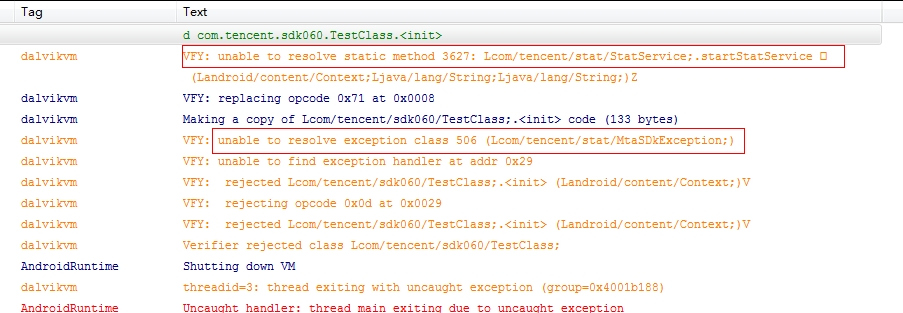 Tag Text
d com.tencent.sdk060.TestClass.<init>
dalvikvm VFY: unable to resolve static method 3627: Lcom/tencent/stat/StatService;.startStatService □
(Landroid/content/Context;Ljava/lang/String;Ljava/lang/String;)Z
dalvikvm VFY: replacing opcode 0x71 at 0x0008
dalvikvm Making a copy of Lcom/tencent/sdk060/TestClass;.<init> code (133 bytes)
dalvikvm VFY: unable to resolve exception class 506 (Lcom/tencent/stat/MtaSDkException;)
dalvikvm VFY: unable to find exception handler at addr 0x29
dalvikvm VFY:  rejected Lcom/tencent/sdk060/TestClass;.<init> (Landroid/content/Context;)V
dalvikvm VFY:  rejecting opcode 0x0d at 0x0029
dalvikvm VFY:  rejected Lcom/tencent/sdk060/TestClass;.<init> (Landroid/content/Context;)V
dalvikvm Verifier rejected class Lcom/tencent/sdk060/TestClass;
AndroidRuntime Shutting down VM
dalvikvm threadid=3: thread exiting with uncaught exception (group=0x4001b188)
AndroidRuntime Uncaught handler: thread main exiting due to uncaught exception